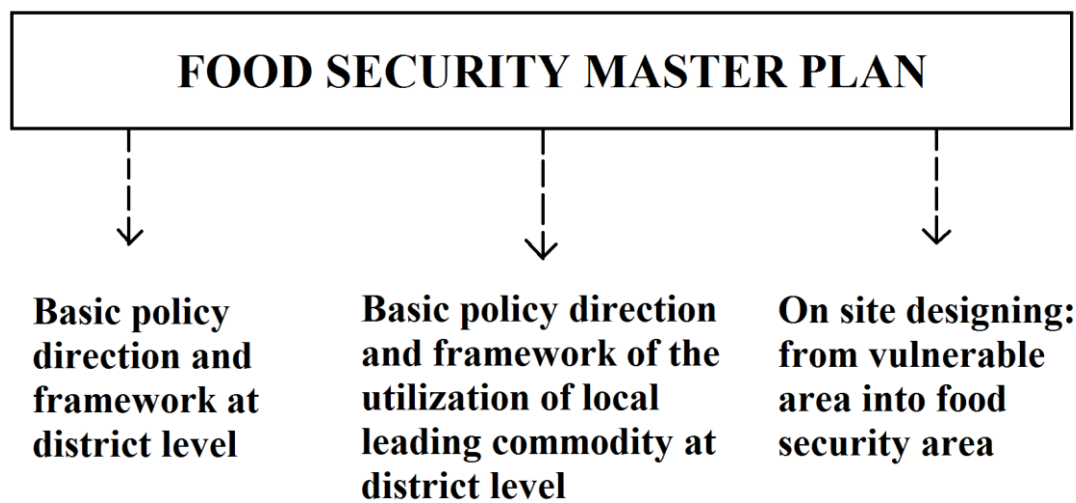 FOOD SECURITY MASTER PLAN
Basic policy
direction and
framework at
district level
Basic policy direction
and framework of the
utilization of local
leading commodity at
district level
On site designing:
from vulnerable
area into food
security area